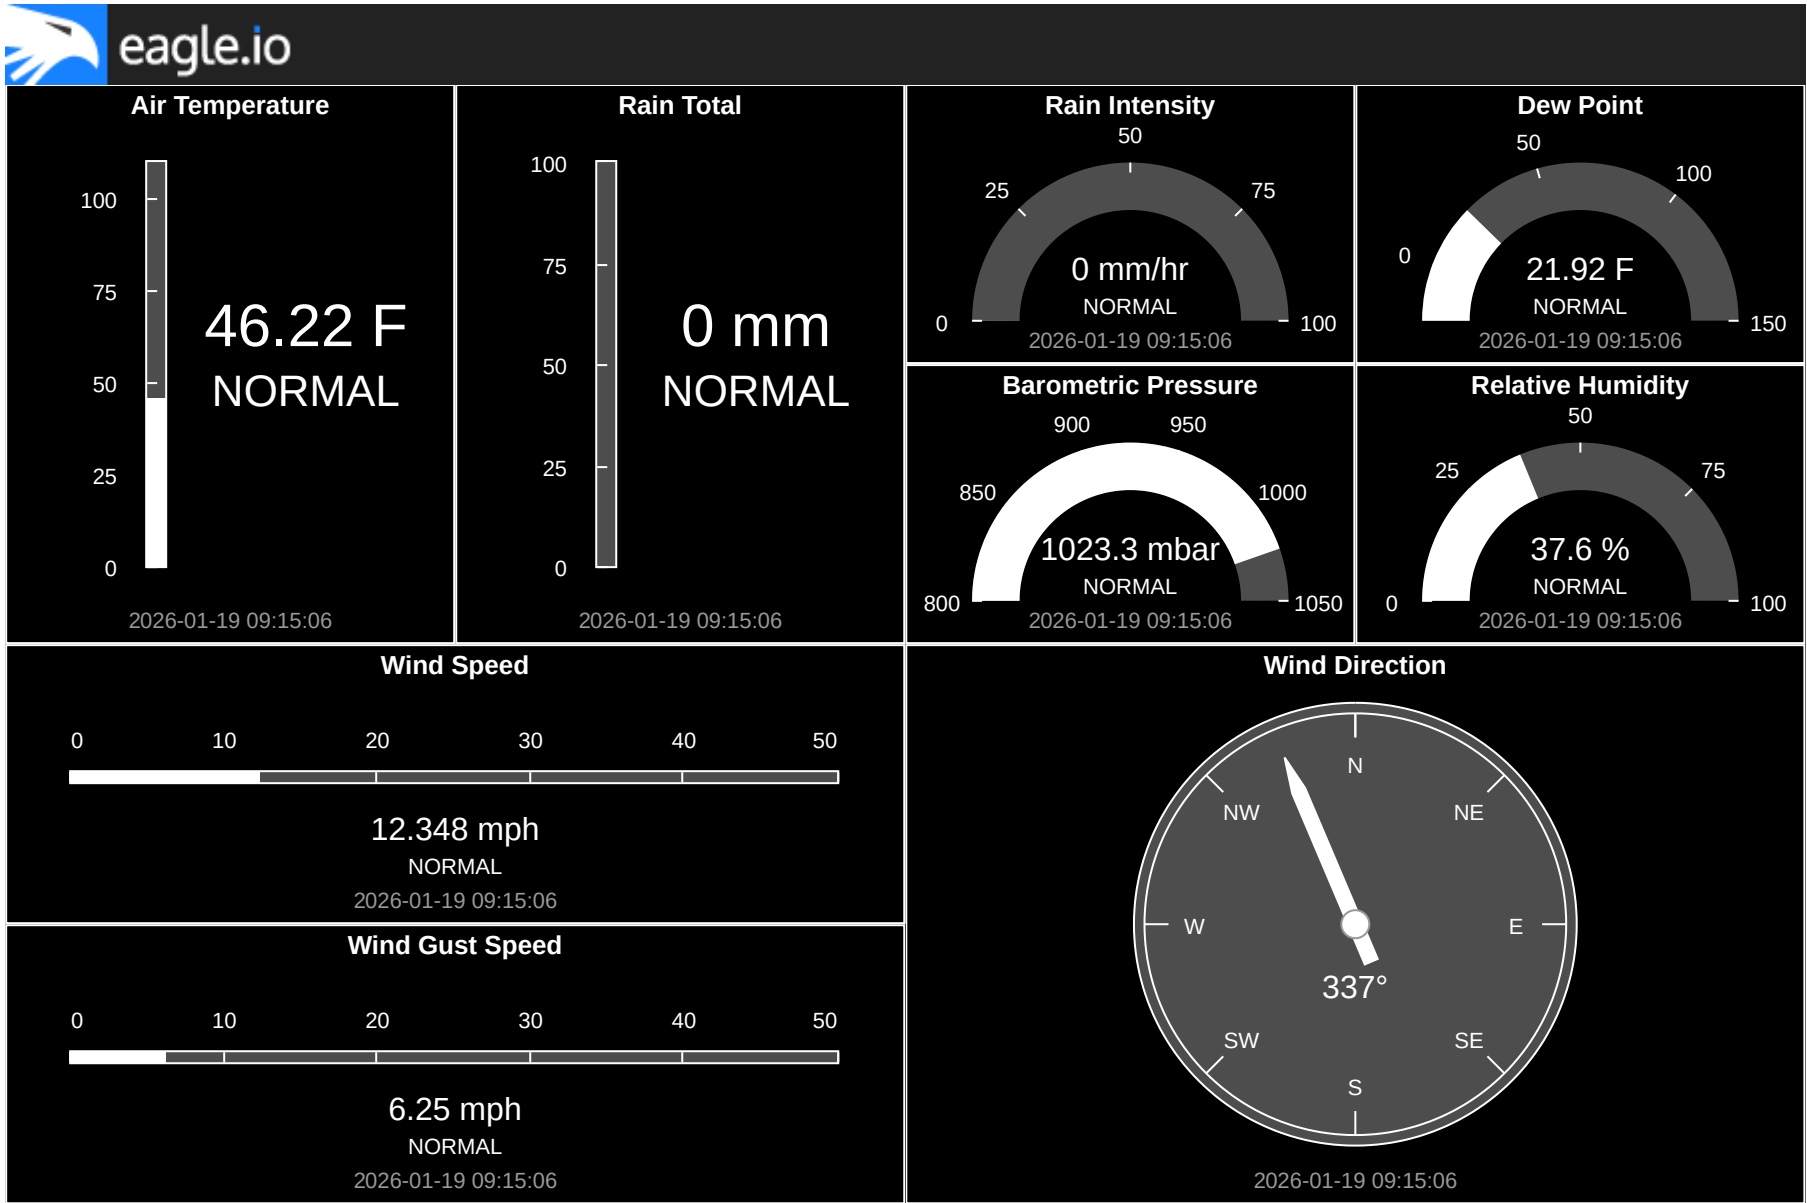 eagle.io
Air Temperature
100
75
50
25
0
46.22 F
NORMAL
2026-01-19 09:15:06
Rain Total
100
75
50
25
0
0 mm
NORMAL
2026-01-19 09:15:06
Rain Intensity
0
25
50
75
100
0 mm/hr
NORMAL
2026-01-19 09:15:06
Dew Point
0
50
100
150
21.92 F
NORMAL
2026-01-19 09:15:06
Barometric Pressure
800
850
900
950
1000
1050
1023.3 mbar
NORMAL
2026-01-19 09:15:06
Relative Humidity
0
25
50
75
100
37.6 %
NORMAL
2026-01-19 09:15:06
Wind Speed
0 10 20 30 40 50
12.348 mph
NORMAL
2026-01-19 09:15:06
Wind Gust Speed
0 10 20 30 40 50
6.25 mph
NORMAL
2026-01-19 09:15:06
Wind Direction
N
NW NE
W E
337°
SW SE
S
2026-01-19 09:15:06